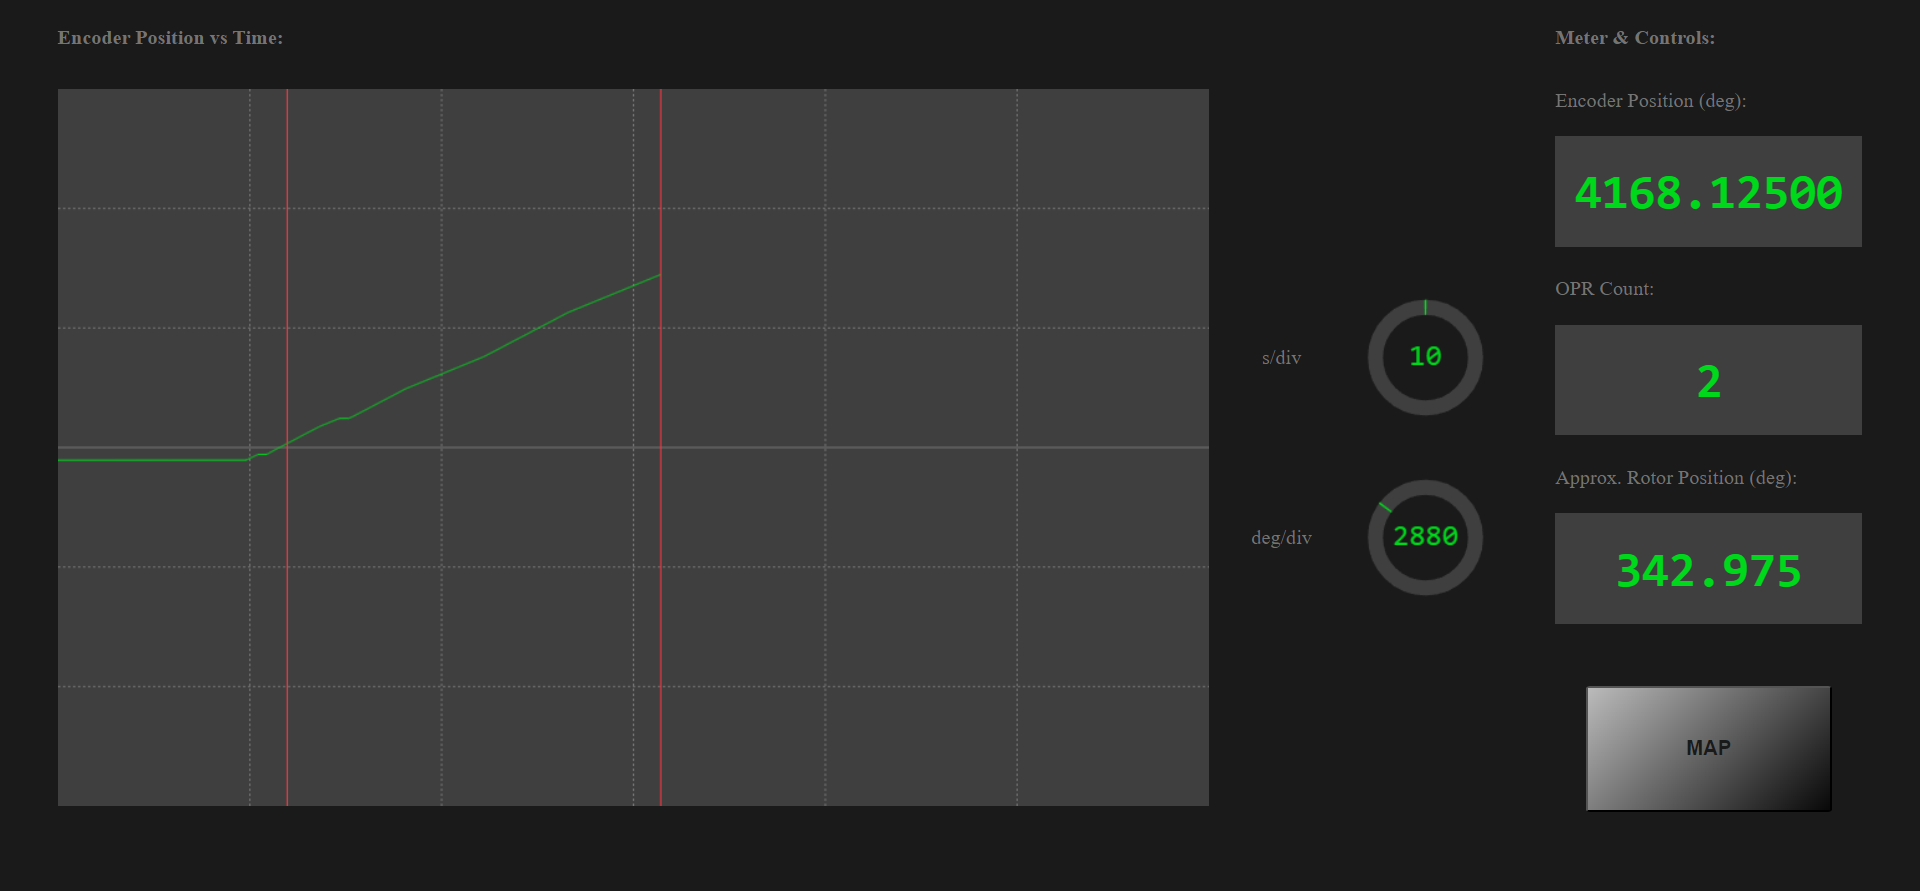 Encoder Position vs Time:
Meter & Controls:
Encoder Position (deg):
4168.12500
OPR Count:
s/div
10
2
Approx. Rotor Position (deg):
deg/div
2880
342.975
MAP